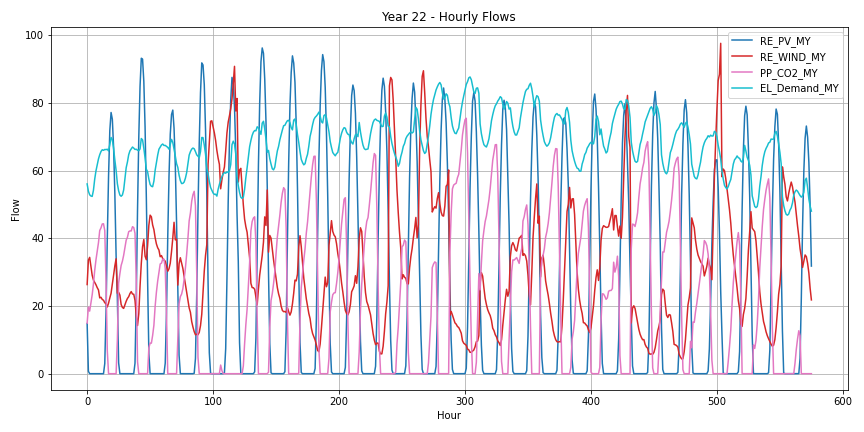 Year 22 - Hourly Flows
RE_PV_MY
RE_WIND_MY
PP_CO2_MY
EL_Demand_MY
Flow
100
80
60
40
20
0
0
100
200
300
400
500
600
Hour